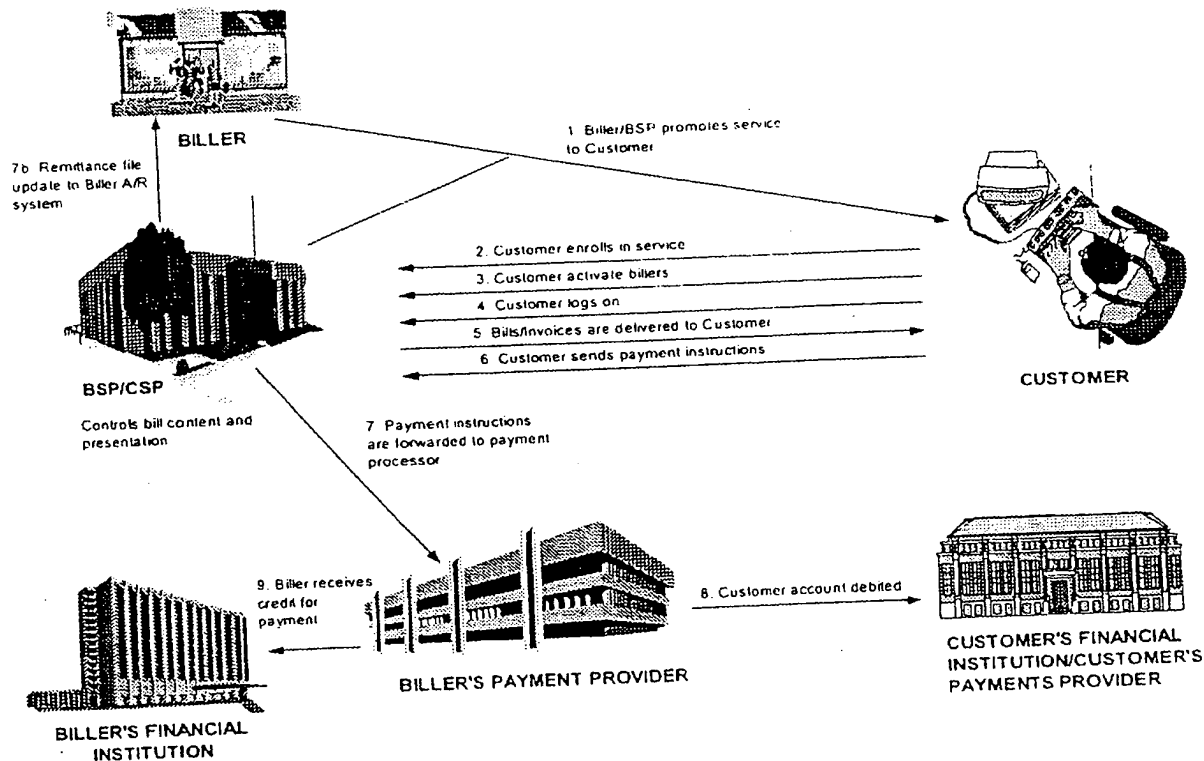 BILLER
1 Biller/BSP promotes service
to Customer
7b Remittance file
update to Biller A/R
system
2. Customer enrolls in service
3. Customer activate billers
4 Customer logs on
5 Bills/Invoices are delivered to Customer
6 Customer sends payment instructions
CUSTOMER
BSP/CSP
Controls bill content and
presentation
7 Payment instructions
are forwarded to payment
processor
9. Biller receives
credit for
payment
8. Customer account debited
BILLER'S PAYMENT PROVIDER
CUSTOMER'S FINANCIAL
INSTITUTION/CUSTOMER'S
PAYMENTS PROVIDER
BILLER'S FINANCIAL
INSTITUTION